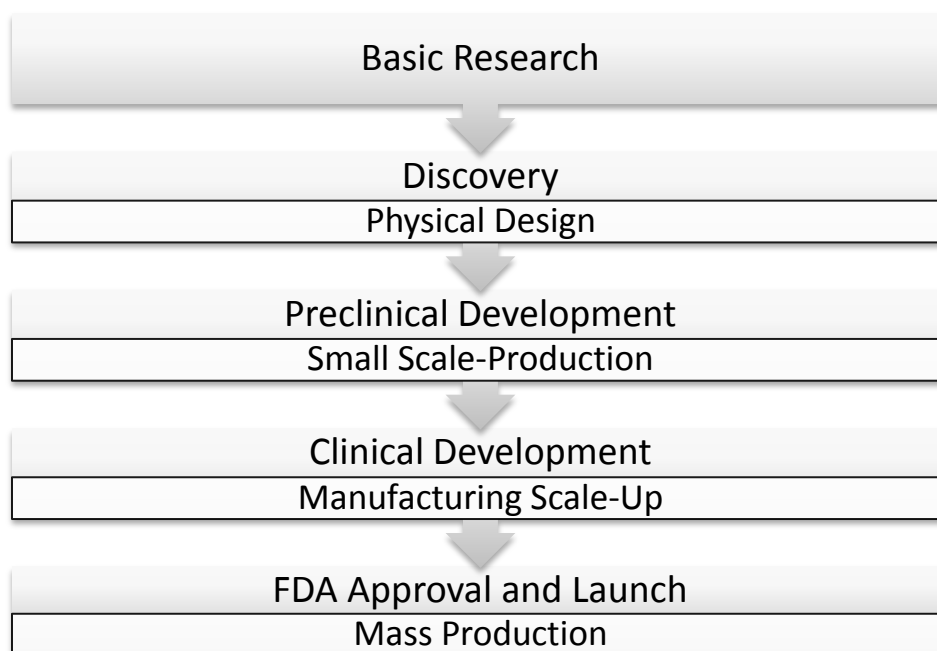 Basic Research
Discovery
Physical Design
Preclinical Development
Small Scale-Production
Clinical Development
Manufacturing Scale-Up
FDA Approval and Launch
Mass Production